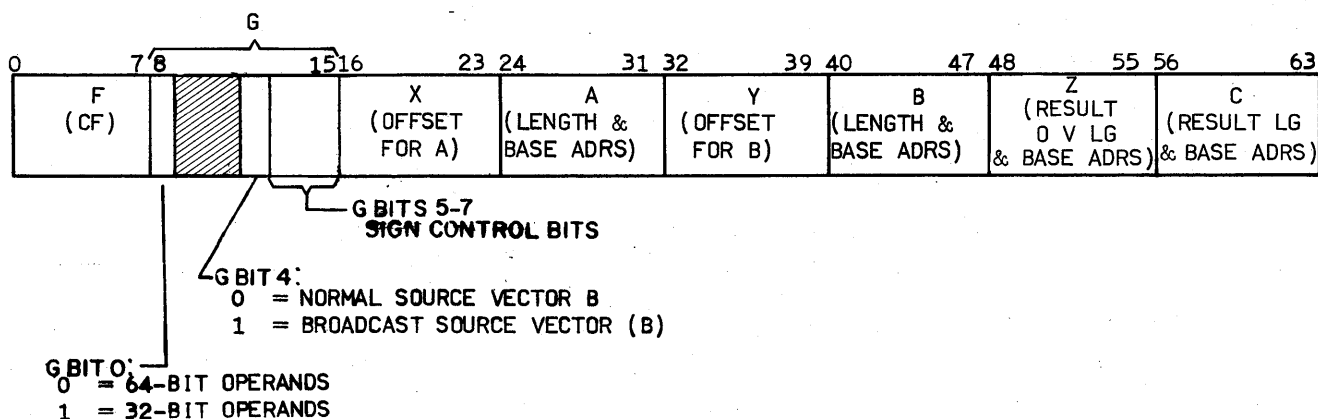 G
0 7 8 15 16 23 24 31 32 39 40 47 48 55 56 63
F
(CF)
X
(OFFSET
FOR A)
A
(LENGTH &
BASE ADRS)
Y
(OFFSET
FOR B)
B
(LENGTH &
BASE ADRS)
Z
(RESULT
O V LG
& BASE ADRS)
C
(RESULT LG
& BASE ADRS)
G BITS 5-7
SIGN CONTROL BITS
G BIT 4:
0 = NORMAL SOURCE VECTOR B
1 = BROADCAST SOURCE VECTOR (B)
G BIT 0:
0 = 64-BIT OPERANDS
1 = 32-BIT OPERANDS